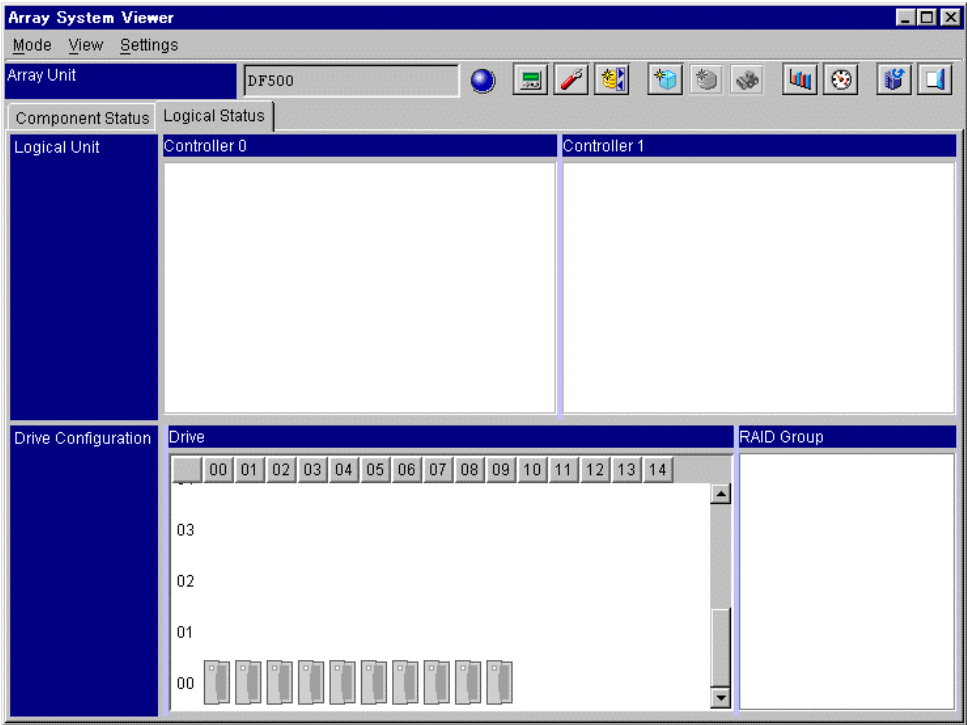 Array System Viewer
Mode View Settings
Array Unit DF500
Component Status Logical Status
Logical Unit Controller 0 Controller 1
Drive Configuration Drive RAID Group
00 01 02 03 04 05 06 07 08 09 10 11 12 13 14
03
02
01
00